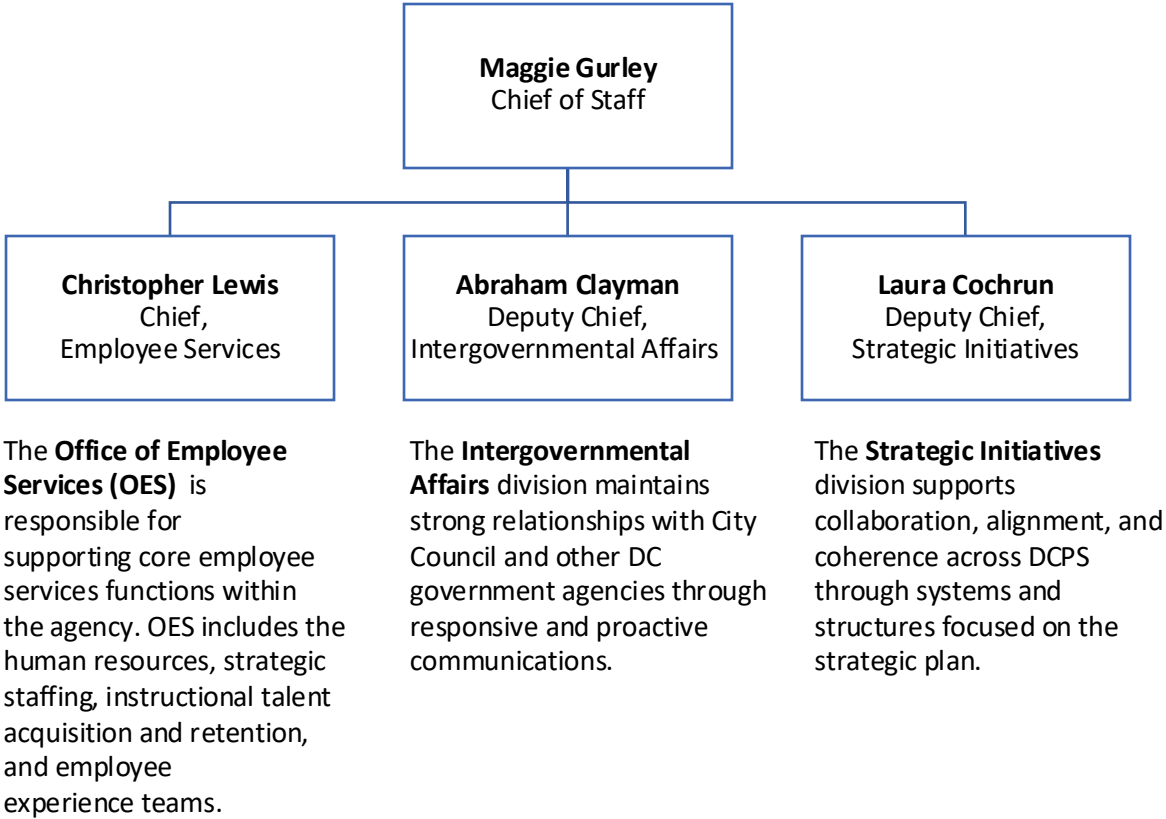 Maggie Gurley
Chief of Staff
Christopher Lewis
Chief,
Employee Services
Abraham Clayman
Deputy Chief,
Intergovernmental Affairs
Laura Cochrun
Deputy Chief,
Strategic Initiatives
The Office of Employee
Services (OES) is
responsible for
supporting core employee
services functions within
the agency. OES includes the
human resources, strategic
staffing, instructional talent
acquisition and retention,
and employee
experience teams.
The Intergovernmental
Affairs division maintains
strong relationships with City
Council and other DC
government agencies through
responsive and proactive
communications.
The Strategic Initiatives
division supports
collaboration, alignment, and
coherence across DCPS
through systems and
structures focused on the
strategic plan.